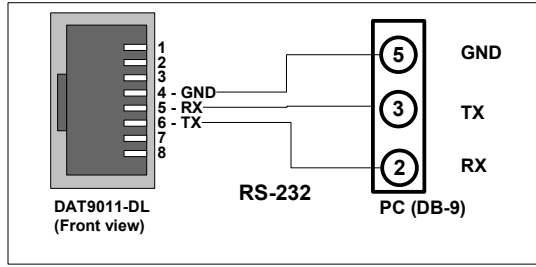 1
2
3
4 - GND
5 - RX
6 - TX
7
8
DAT9011-DL
(Front view)
RS-232
5 GND
3 TX
2 RX
PC (DB-9)